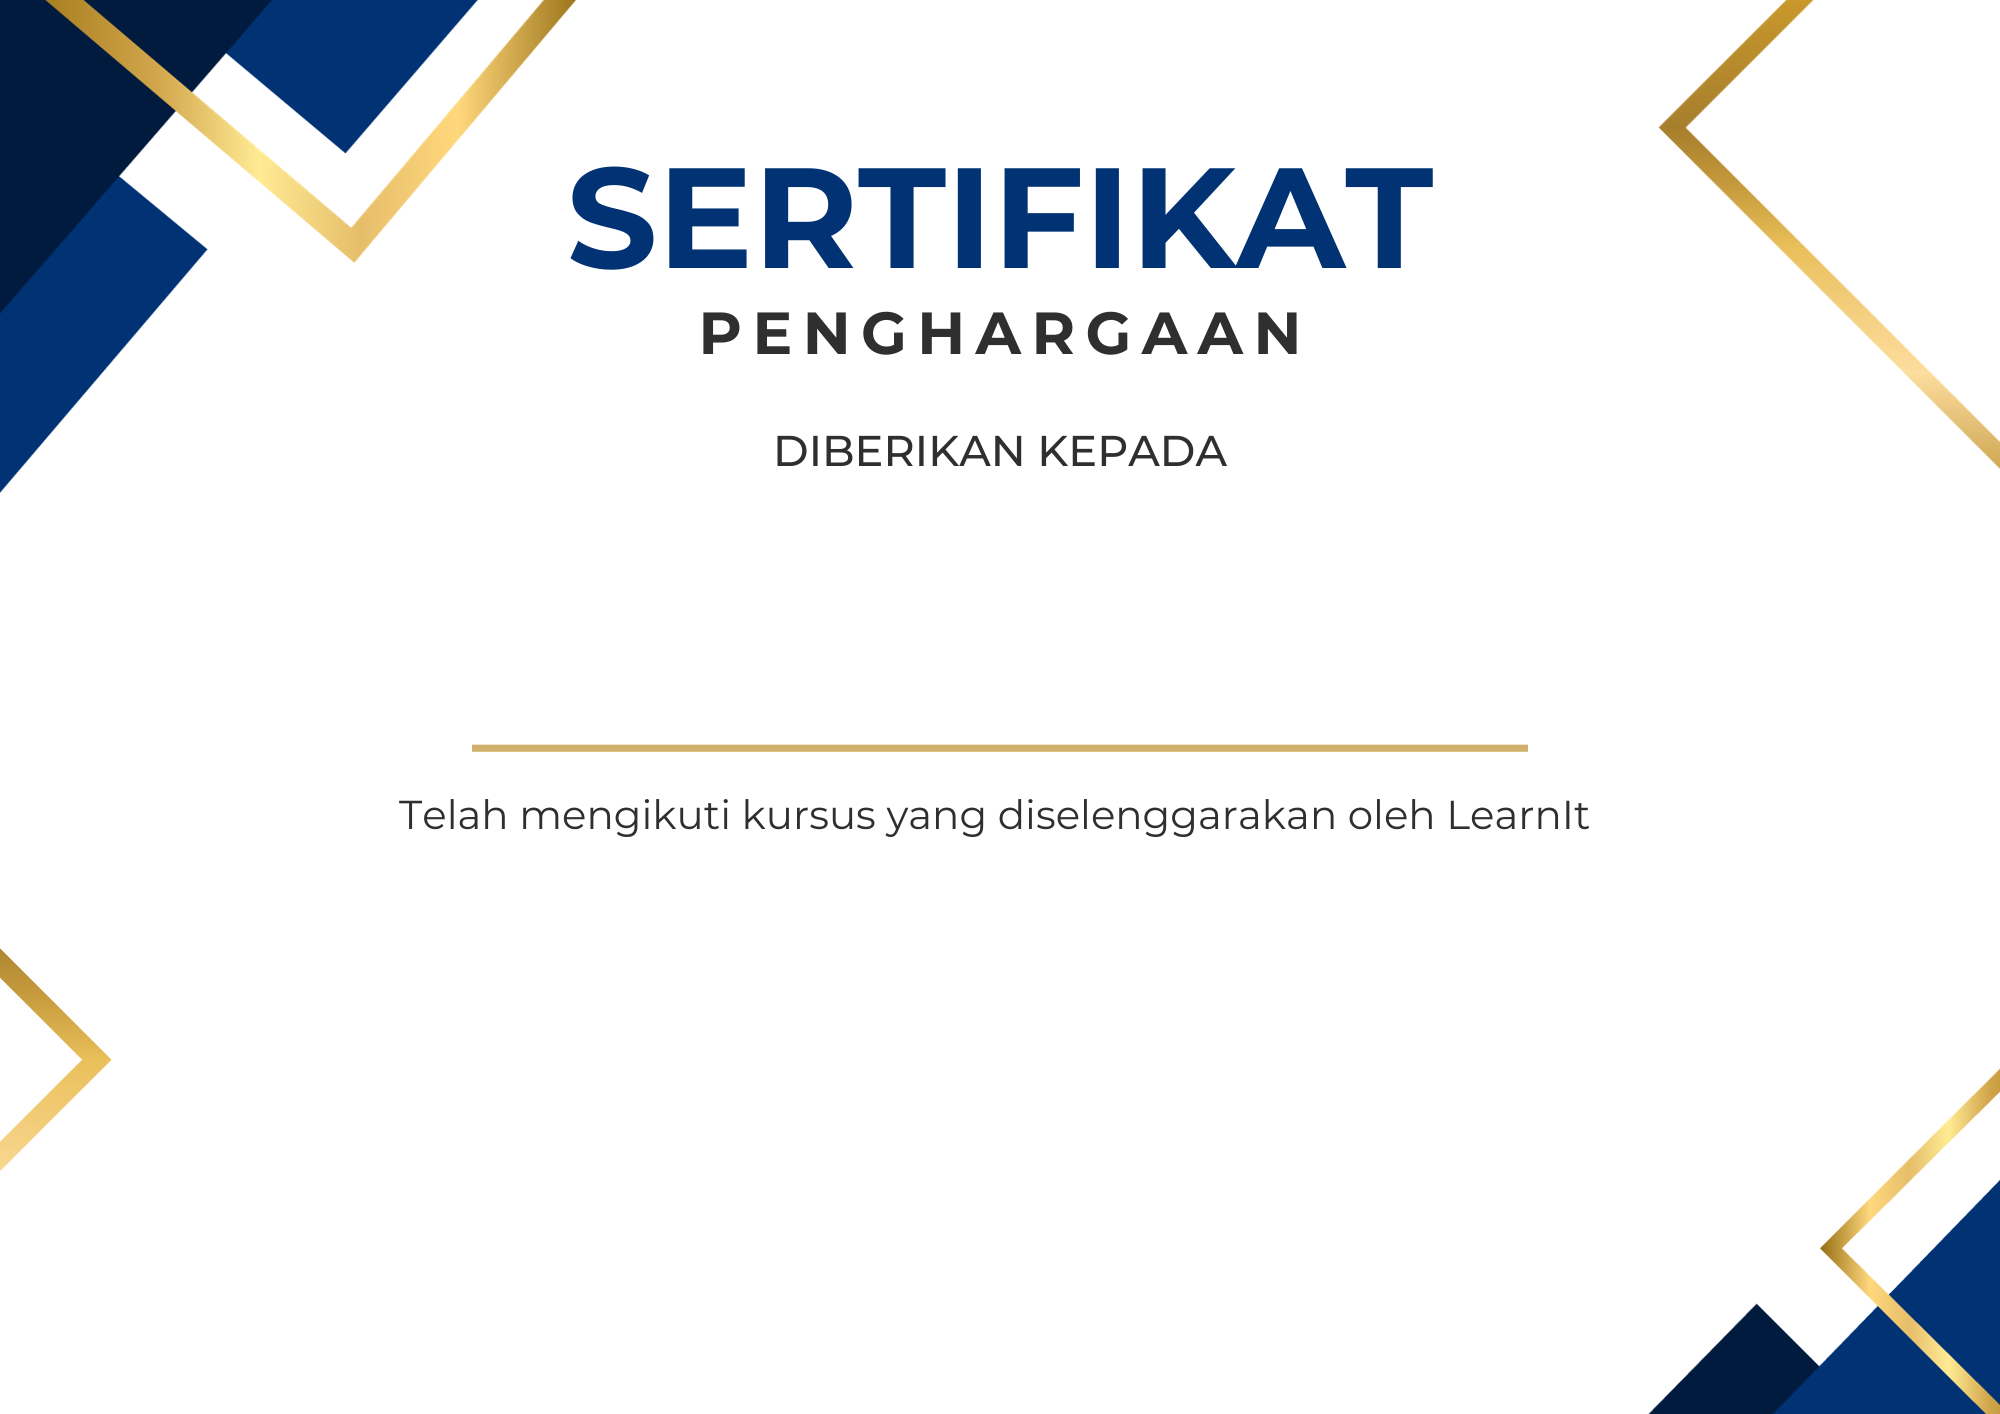 SERTIFIKAT
PENGHARGAAN
DIBERIKAN KEPADA
Telah mengikuti kursus yang diselenggarakan oleh LearnIt